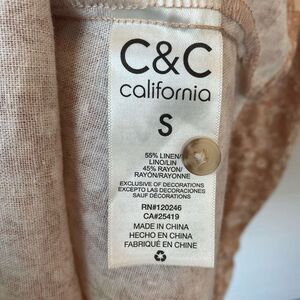 C&C
california
S
55% LINEN/
LINO/LIN
45% RAYON/
RAYÓN/RAYONNE
EXCLUSIVE OF DECORATIONS
EXCEPTO LAS DECORACIONES
SAUF DÉCORATIONS
RN#120246
CA#25419
MADE IN CHINA
HECHO EN CHINA
FABRIQUÉ EN CHINE